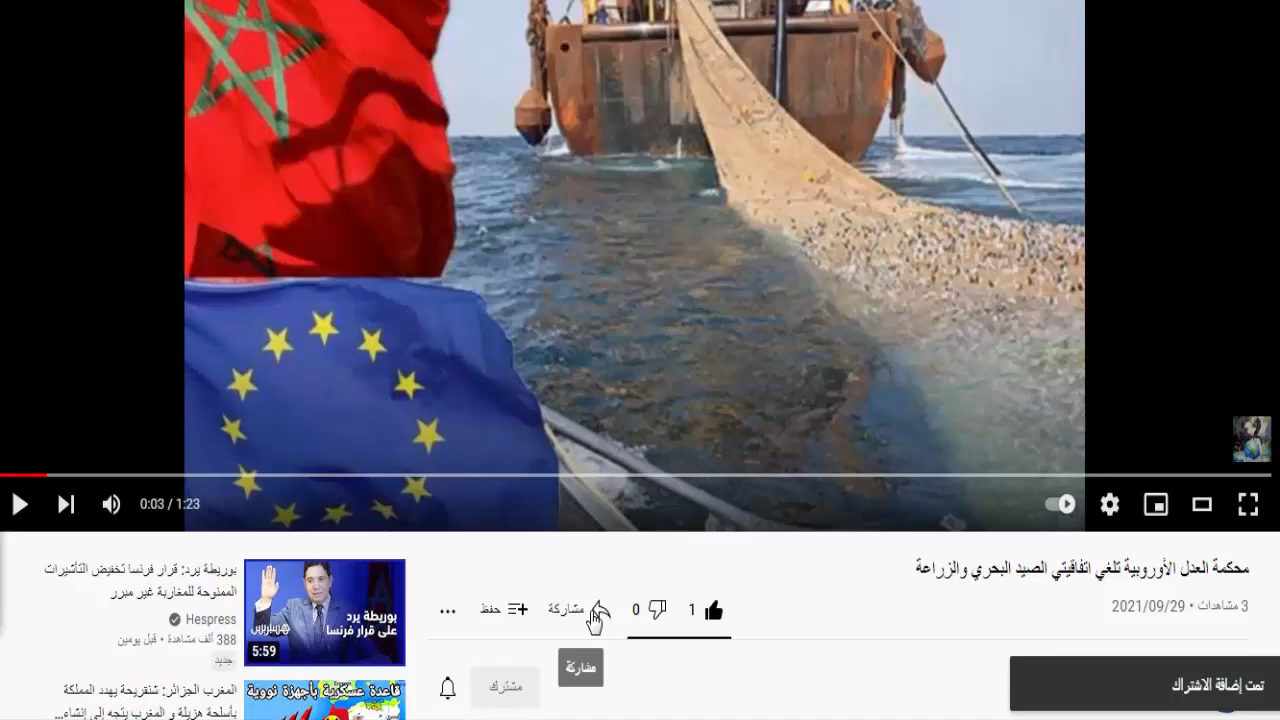 0:03 / 1:23
محكمة العدل الأوروبية تلغي اتفاقيتي الصيد البحري والزراعة
3 مشاهدات • 2021/09/29
1
0
مشاركة
حفظ
مشاركة
مشترك
تمت إضافة الاشتراك
بوريطة يرد: قرار فرنسا تخفيض التأشيرات
الممنوحة للمغاربة غير مبرر
Hespress
388 ألف مشاهدة • قبل يومين
جديد
بوريطة يرد
على قرار فرنسا
هسبريس
5:59
المغرب الجزائر: شنقريحة يهدد المملكة
بأسلحة هزيلة و المغرب يتجه إلى إنشاء...
قاعدة عسكرية بأجهزة نووية